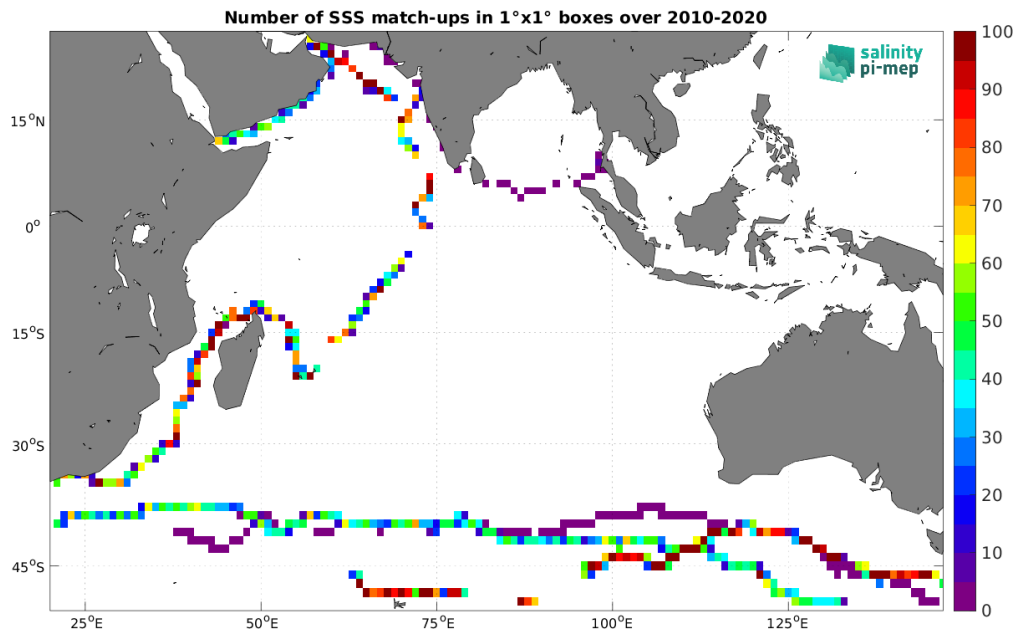 Number of SSS match-ups in 1°x1° boxes over 2010-2020
salinity
pi-mep
15°N
0°
15°S
30°S
45°S
25°E
50°E
75°E
100°E
125°E
100
90
80
70
60
50
40
30
20
10
0